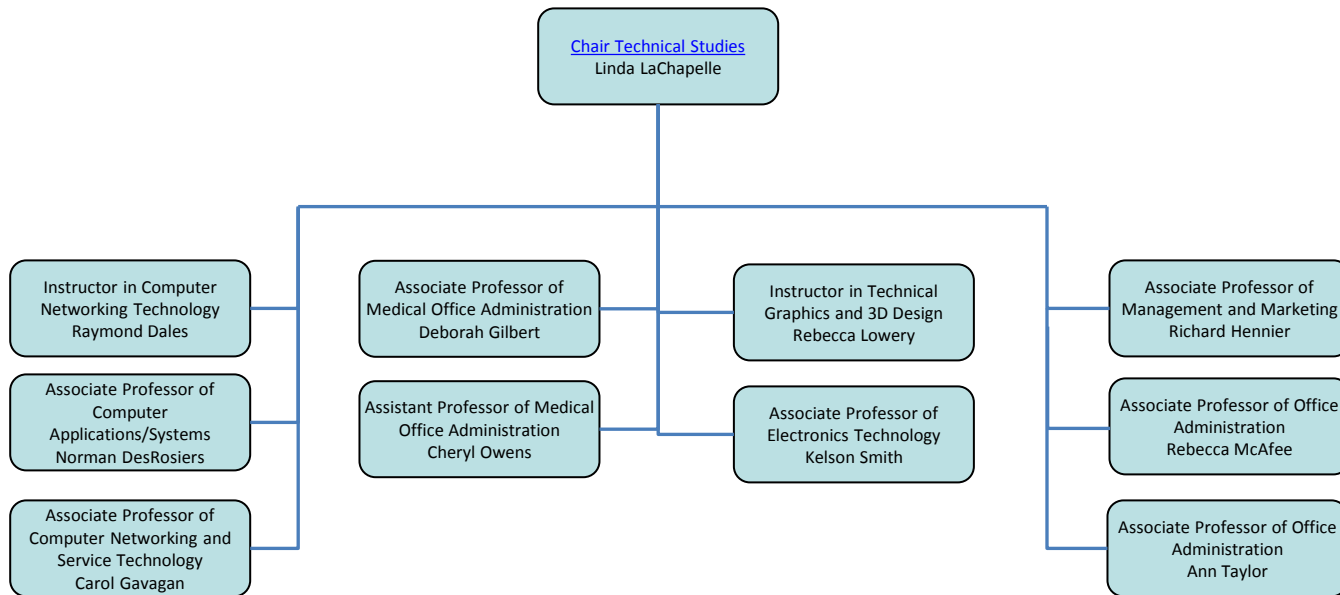 Chair Technical Studies
Linda LaChapelle
Instructor in Computer
Networking Technology
Raymond Dales
Associate Professor of
Computer
Applications/Systems
Norman DesRosiers
Associate Professor of
Computer Networking and
Service Technology
Carol Gavagan
Associate Professor of
Medical Office Administration
Deborah Gilbert
Assistant Professor of Medical
Office Administration
Cheryl Owens
Instructor in Technical
Graphics and 3D Design
Rebecca Lowery
Associate Professor of
Electronics Technology
Kelson Smith
Associate Professor of
Management and Marketing
Richard Hennier
Associate Professor of Office
Administration
Rebecca McAfee
Associate Professor of Office
Administration
Ann Taylor